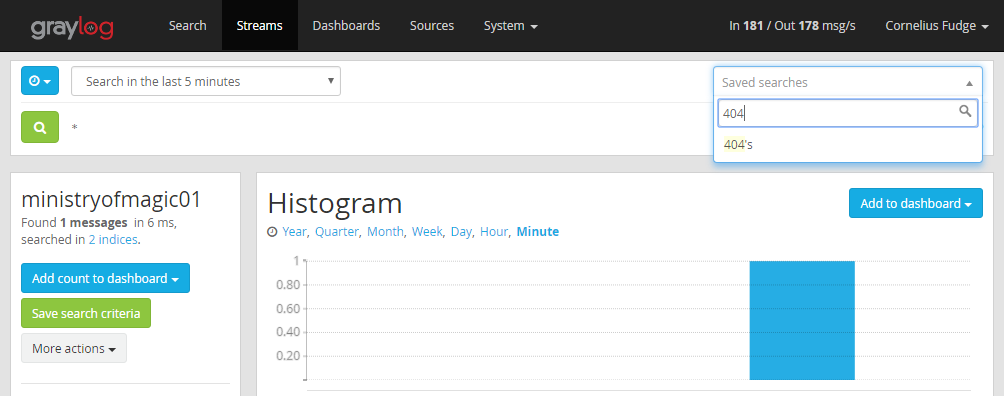 graylog Search Streams Dashboards Sources System In 181 / Out 178 msg/s Cornelius Fudge
Search in the last 5 minutes
Saved searches
*
404
404's
ministryofmagic01
Found 1 messages in 6 ms,
searched in 2 indices.
Add count to dashboard
Save search criteria
More actions
Histogram
Add to dashboard
Year, Quarter, Month, Week, Day, Hour, Minute
1
0.80
0.60
0.40
0.20